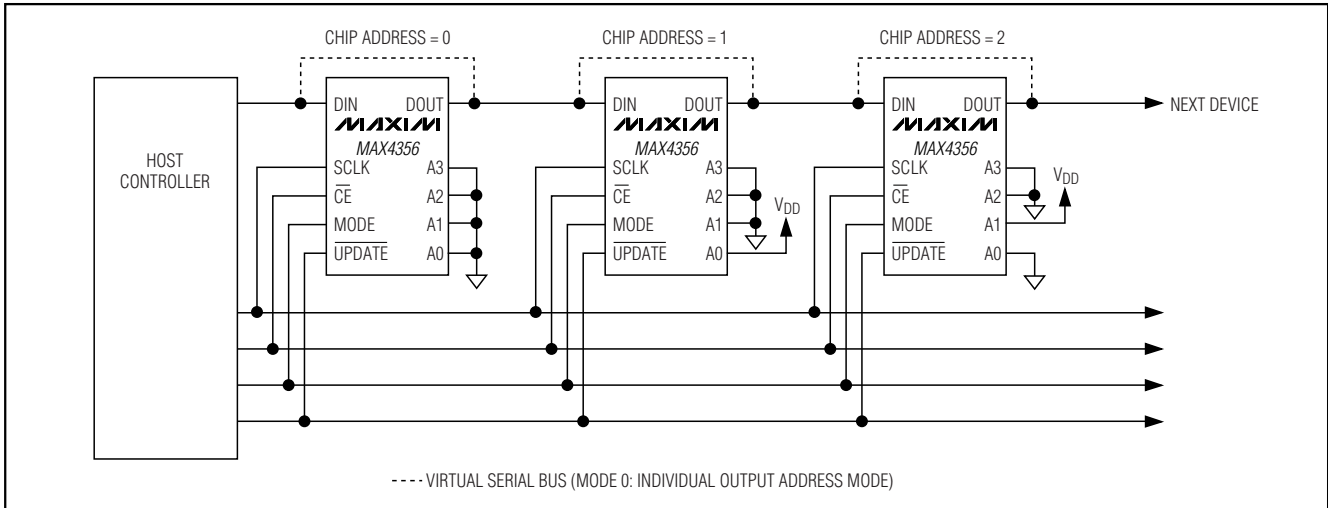 CHIP ADDRESS = 0 CHIP ADDRESS = 1 CHIP ADDRESS = 2
HOST
CONTROLLER
DIN DOUT
MAXIM
MAX4356
SCLK A3
CE A2
MODE A1
UPDATE A0
DIN DOUT
MAXIM
MAX4356
SCLK A3
CE A2
MODE A1
UPDATE A0
VDD
DIN DOUT
MAXIM
MAX4356
SCLK A3
CE A2
MODE A1
UPDATE A0
VDD
NEXT DEVICE
---- VIRTUAL SERIAL BUS (MODE 0: INDIVIDUAL OUTPUT ADDRESS MODE)